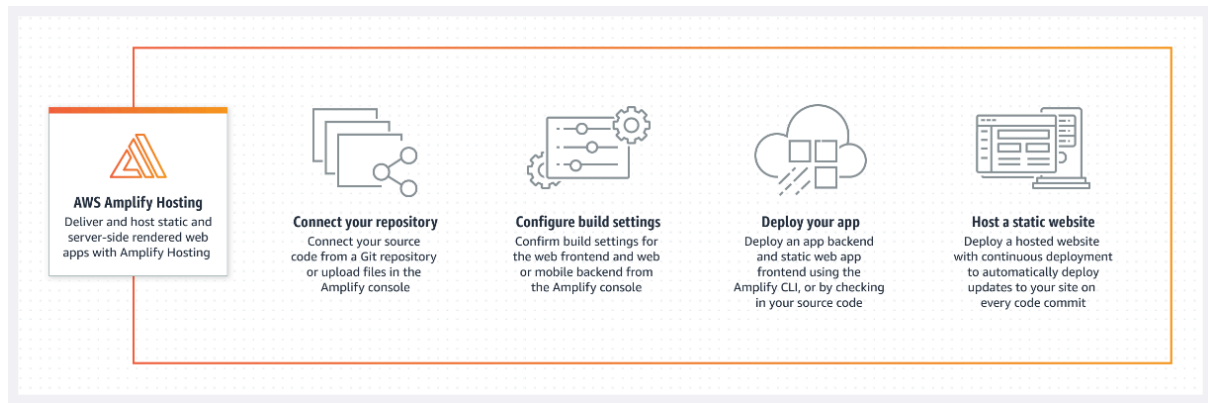 AWS Amplify Hosting
Deliver and host static and
server-side rendered web
apps with Amplify Hosting
Connect your repository
Connect your source
code from a Git repository
or upload files in the
Amplify console
Configure build settings
Confirm build settings for
the web frontend and web
or mobile backend from
the Amplify console
Deploy your app
Deploy an app backend
and static web app
frontend using the
Amplify CLI, or by checking
in your source code
Host a static website
Deploy a hosted website
with continuous deployment
to automatically deploy
updates to your site on
every code commit